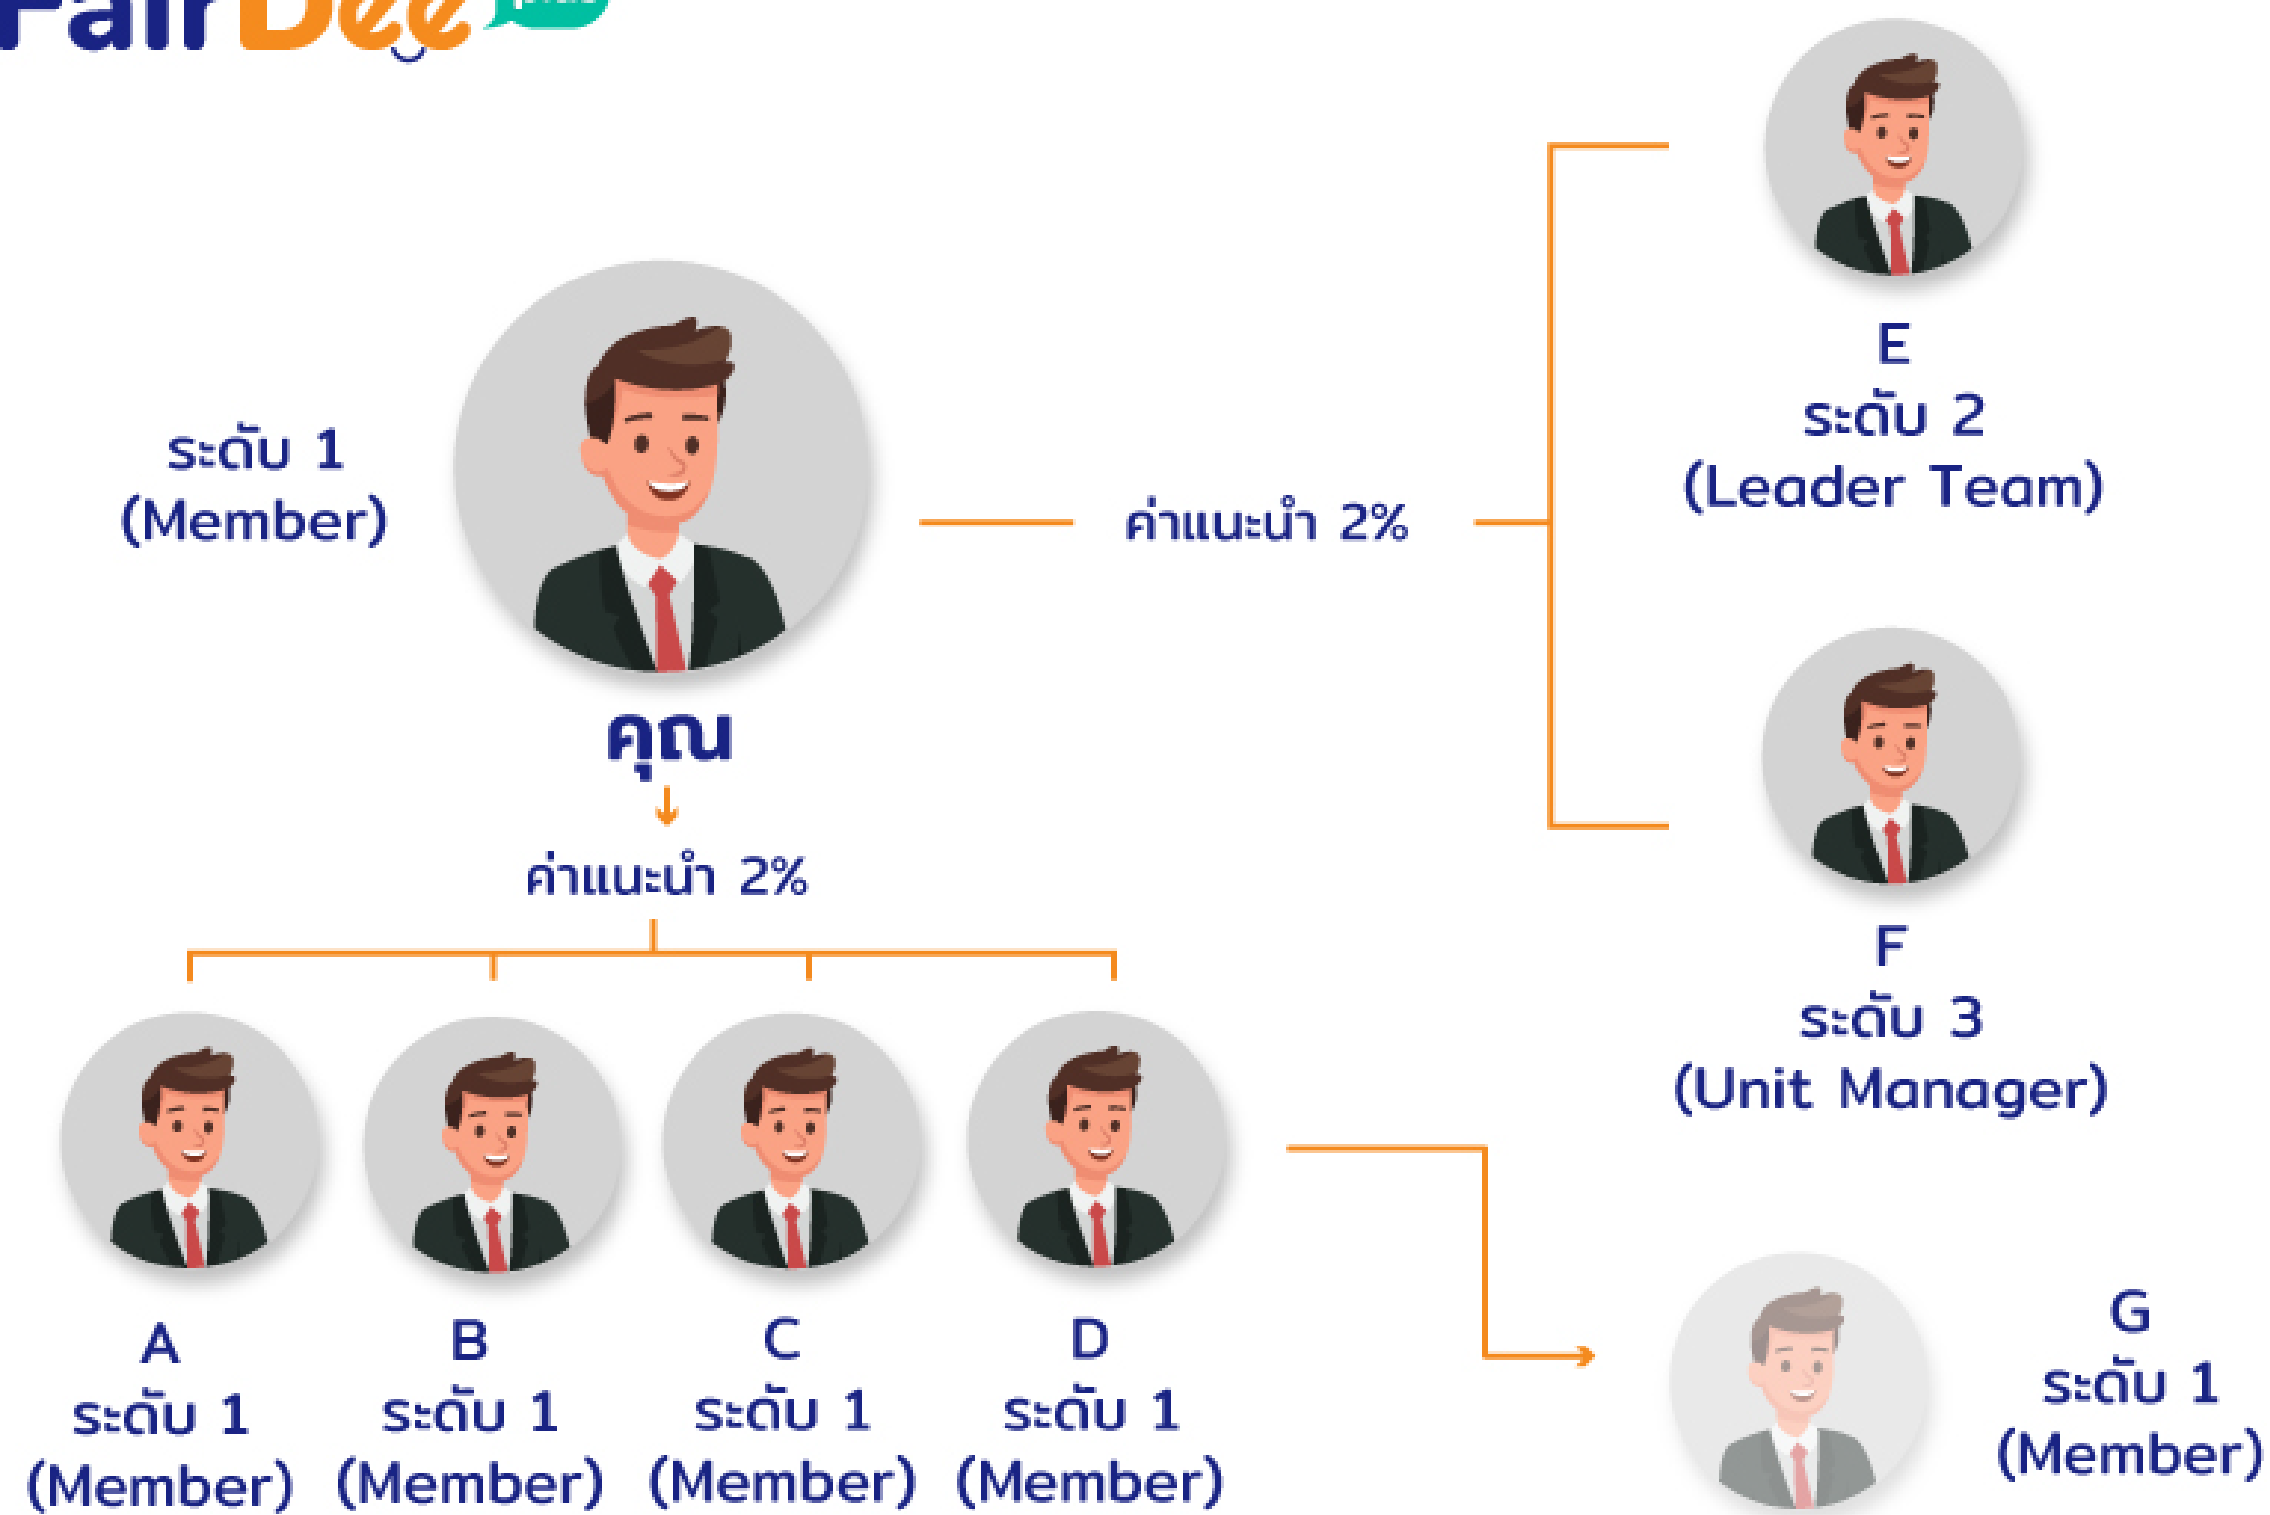 FairDee
E
ระดับ 2
(Leader Team)
ระดับ 1
(Member)
ค่าแนะนำ 2%
คุณ
ค่าแนะนำ 2%
F
ระดับ 3
(Unit Manager)
A
ระดับ 1
(Member)
B
ระดับ 1
(Member)
C
ระดับ 1
(Member)
D
ระดับ 1
(Member)
G
ระดับ 1
(Member)